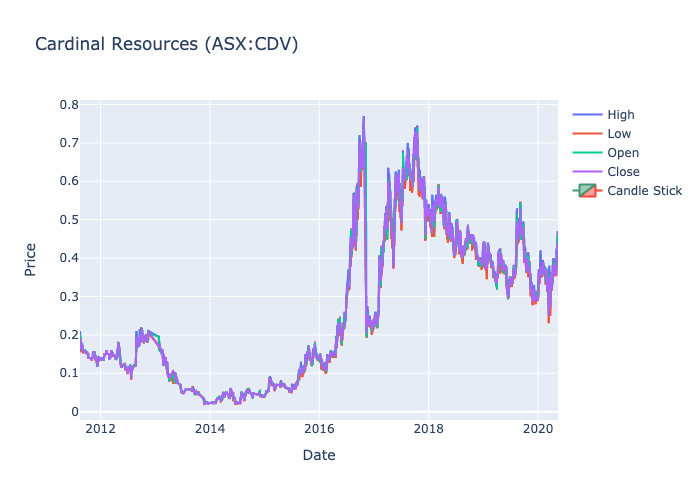 Cardinal Resources (ASX:CDV)
0.8
0.7
0.6
0.5
0.4
0.3
0.2
0.1
0
2012
2014
2016
2018
2020
Date
Price
High
Low
Open
Close
Candle Stick